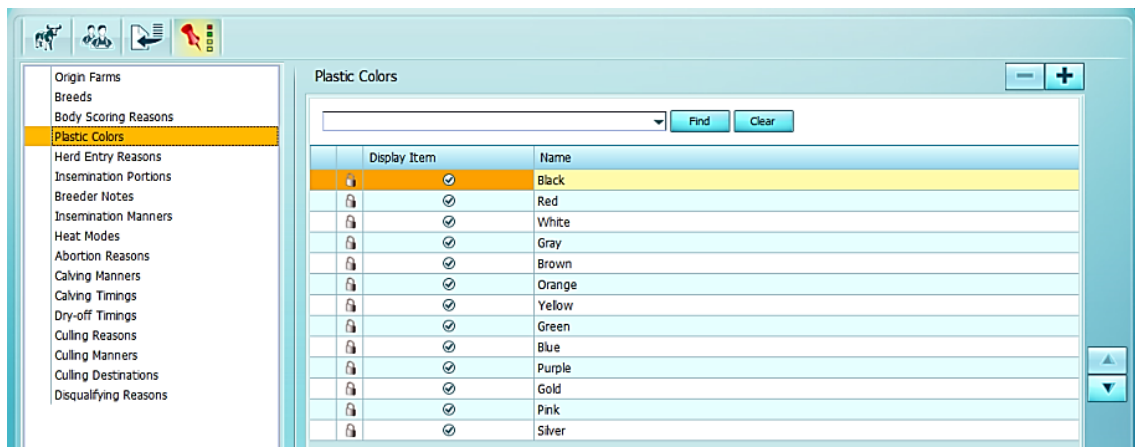 Origin Farms
Breeds
Body Scoring Reasons
Plastic Colors
Herd Entry Reasons
Insemination Portions
Breeder Notes
Insemination Manners
Heat Modes
Abortion Reasons
Calving Manners
Calving Timings
Dry-off Timings
Culling Reasons
Culling Manners
Culling Destinations
Disqualifying Reasons
Plastic Colors
Find Clear
Display Item Name
Black
Red
White
Gray
Brown
Orange
Yellow
Green
Blue
Purple
Gold
Pink
Silver